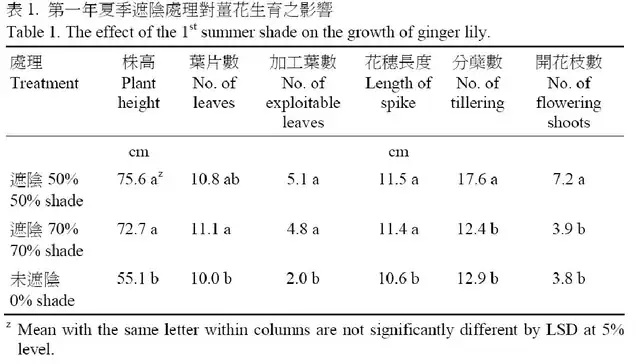 表 1. 第一年夏季遮陰處理對薑花生育之影響
Table 1. The effect of the 1st summer shade on the growth of ginger lily.
處理 株高 葉片數 加工葉數 花穗長度 分蘗數 開花枝數
Treatment Plant No. of No. of Length of No. of No. of
height leaves exploitable spike tillering flowering
leaves shoots
cm cm
遮陰 50% 75.6 az 10.8 ab 5.1 a 11.5 a 17.6 a 7.2 a
50% shade
遮陰 70% 72.7 a 11.1 a 4.8 a 11.4 a 12.4 b 3.9 b
70% shade
未遮陰 55.1 b 10.0 b 2.0 b 10.6 b 12.9 b 3.8 b
0% shade
z Mean with the same letter within columns are not significantly different by LSD at 5%
level.